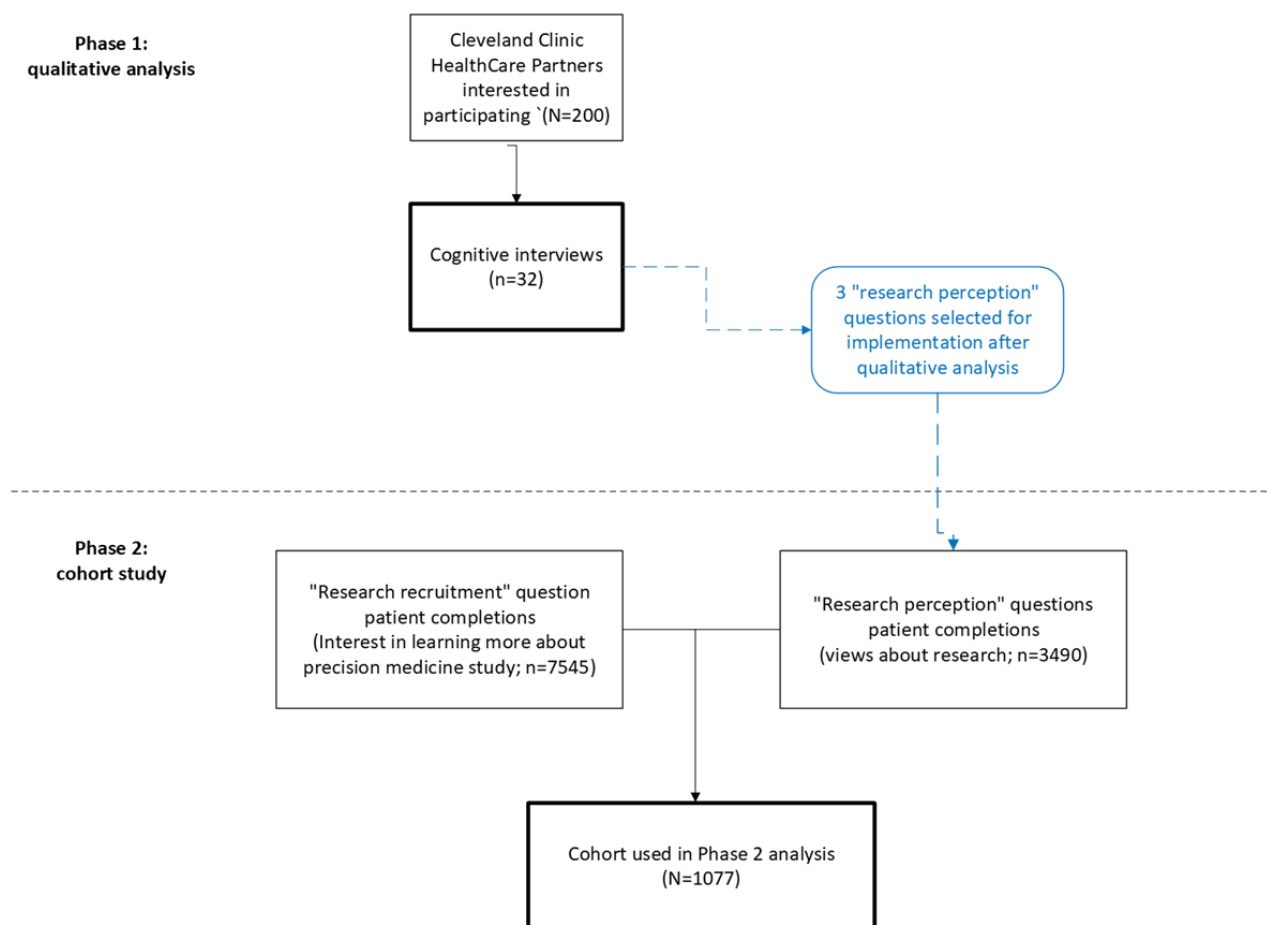 Phase 1:
qualitative analysis
Cleveland Clinic
HealthCare Partners
interested in
participating `(N=200)
Cognitive interviews
(n=32)
3 "research perception"
questions selected for
implementation after
qualitative analysis
Phase 2:
cohort study
"Research recruitment" question
patient completions
(Interest in learning more about
precision medicine study; n=7545)
"Research perception" questions
patient completions
(views about research; n=3490)
Cohort used in Phase 2 analysis
(N=1077)